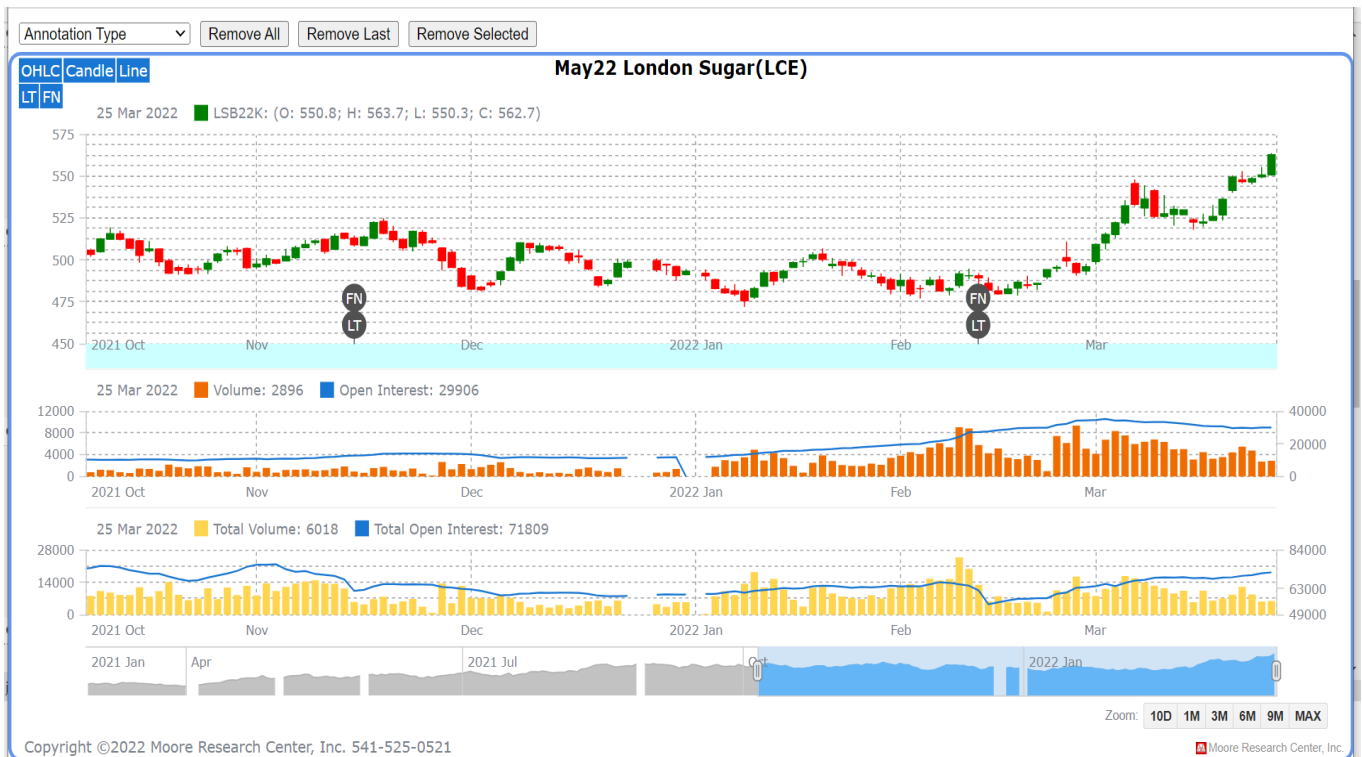 Annotation Type Remove All Remove Last Remove Selected
OHLC Candle Line
May22 London Sugar(LCE)
LT FN
25 Mar 2022 LSB22K: (O: 550.8; H: 563.7; L: 550.3; C: 562.7)
575
550
525
500
475
450
FN FN
LT LT
2021 Oct Nov Dec 2022 Jan Feb Mar
25 Mar 2022 Volume: 2896 Open Interest: 29906
12000 40000
8000
4000 20000
0 0
2021 Oct Nov Dec 2022 Jan Feb Mar
25 Mar 2022 Total Volume: 6018 Total Open Interest: 71809
28000 84000
14000 63000
0 49000
2021 Oct Nov Dec 2022 Jan Feb Mar
2021 Jan Apr 2021 Jul Oct 2022 Jan
Zoom: 10D 1M 3M 6M 9M MAX
Copyright ©2022 Moore Research Center, Inc. 541-525-0521
Moore Research Center, Inc.